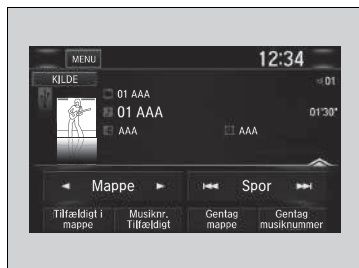 MENU 12:34
KILDE
01
01 AAA
01 AAA 01'30"
AAA AAA
Mappe Spor
Tilfældigt i mappe Musiknr. Tilfældigt Gentag mappe Gentag musiknummer